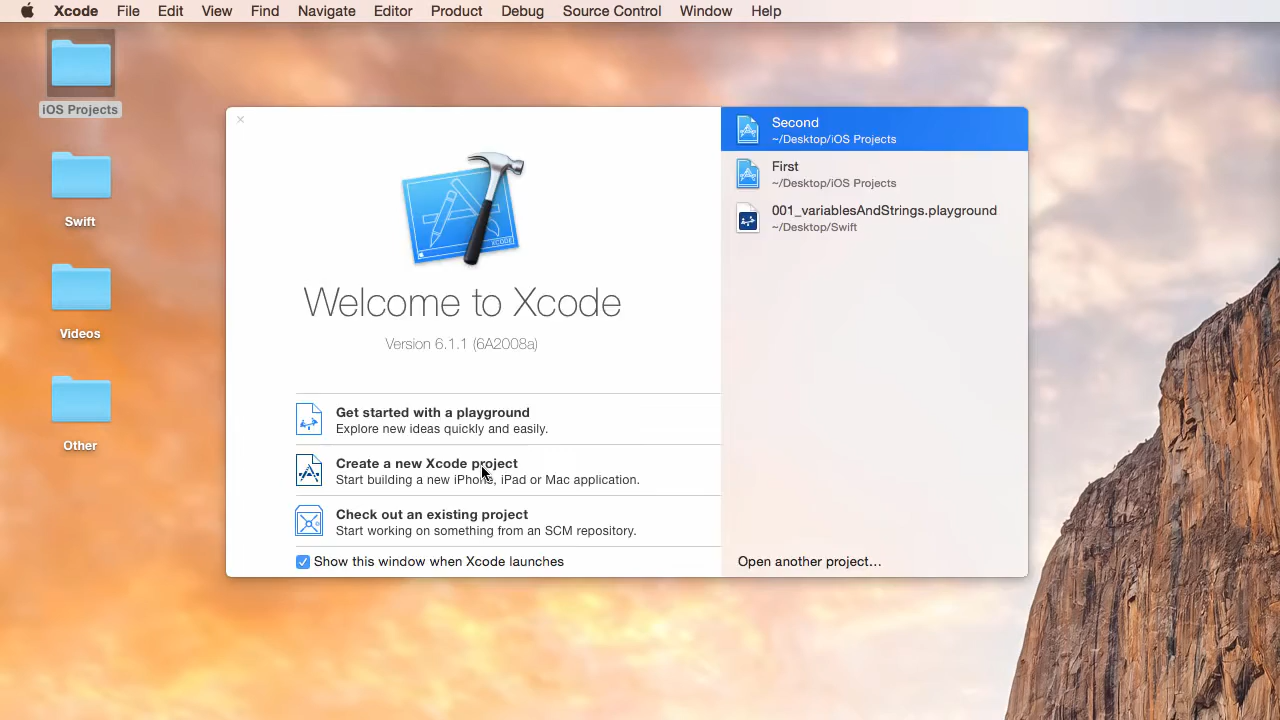 Xcode File Edit View Find Navigate Editor Product Debug Source Control Window Help
iOS Projects
Swift
Videos
Other
XCODE
Welcome to Xcode
Version 6.1.1 (6A2008a)
Get started with a playground
Explore new ideas quickly and easily.
Create a new Xcode project
Start building a new iPhone, iPad or Mac application.
Check out an existing project
Start working on something from an SCM repository.
Show this window when Xcode launches
Second
~/Desktop/iOS Projects
First
~/Desktop/iOS Projects
001_variablesAndStrings.playground
~/Desktop/Swift
Open another project...